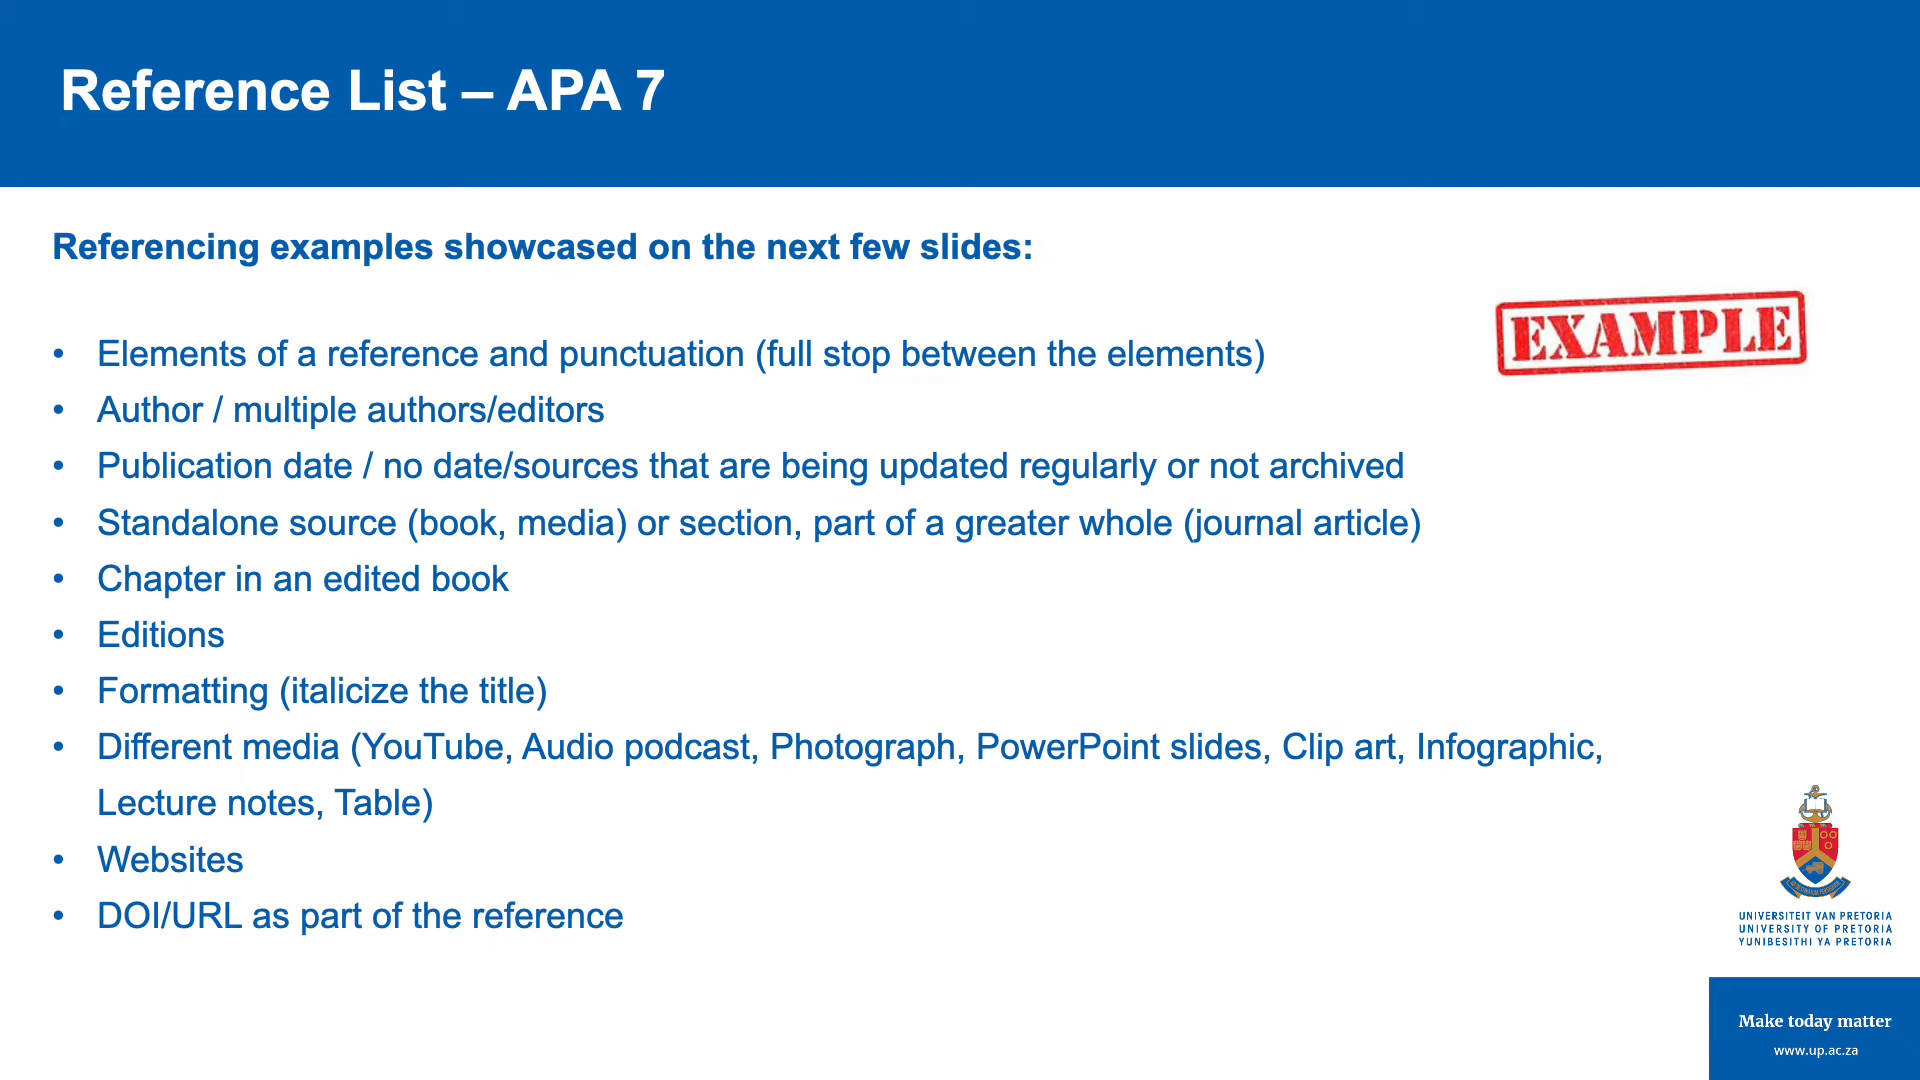 Reference List – APA 7
Referencing examples showcased on the next few slides:
EXAMPLE
• Elements of a reference and punctuation (full stop between the elements)
• Author / multiple authors/editors
• Publication date / no date/sources that are being updated regularly or not archived
• Standalone source (book, media) or section, part of a greater whole (journal article)
• Chapter in an edited book
• Editions
• Formatting (italicize the title)
• Different media (YouTube, Audio podcast, Photograph, PowerPoint slides, Clip art, Infographic,
Lecture notes, Table)
• Websites
• DOI/URL as part of the reference
UNIVERSITEIT VAN PRETORIA
UNIVERSITY OF PRETORIA
YUNIBESITHI YA PRETORIA
Make today matter
www.up.ac.za